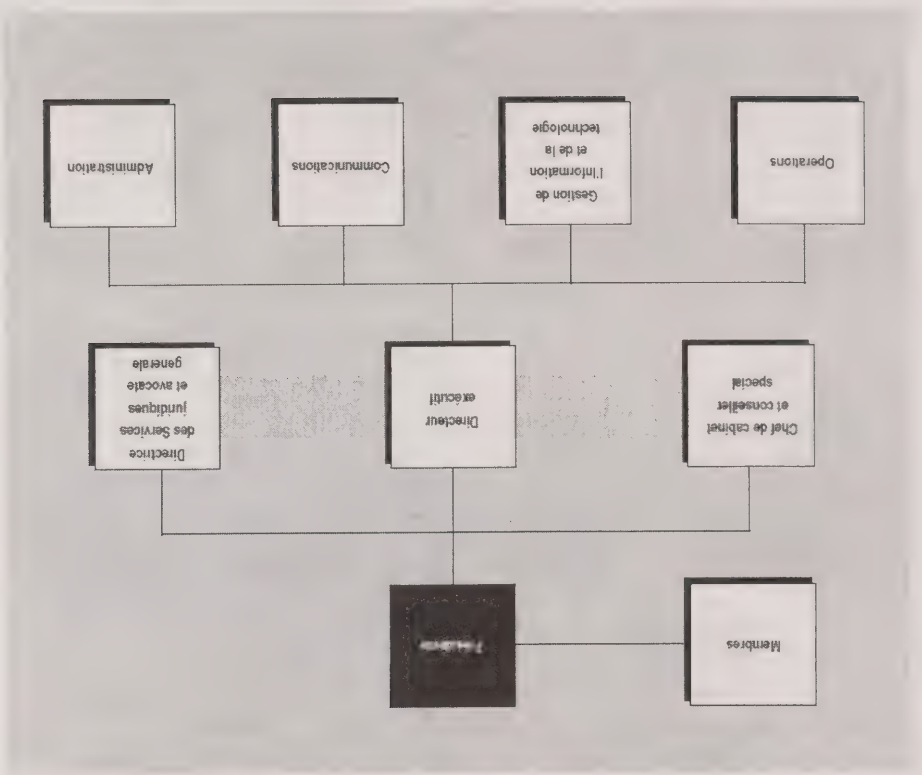 Membres
Chef de cabinet
et conseiller
special
Directeur
exécutif
Directrice
des Services
juridiques
et avocate
generale
Operations
Gestion de
l'Information
et de la
technologie
Communications
Administration